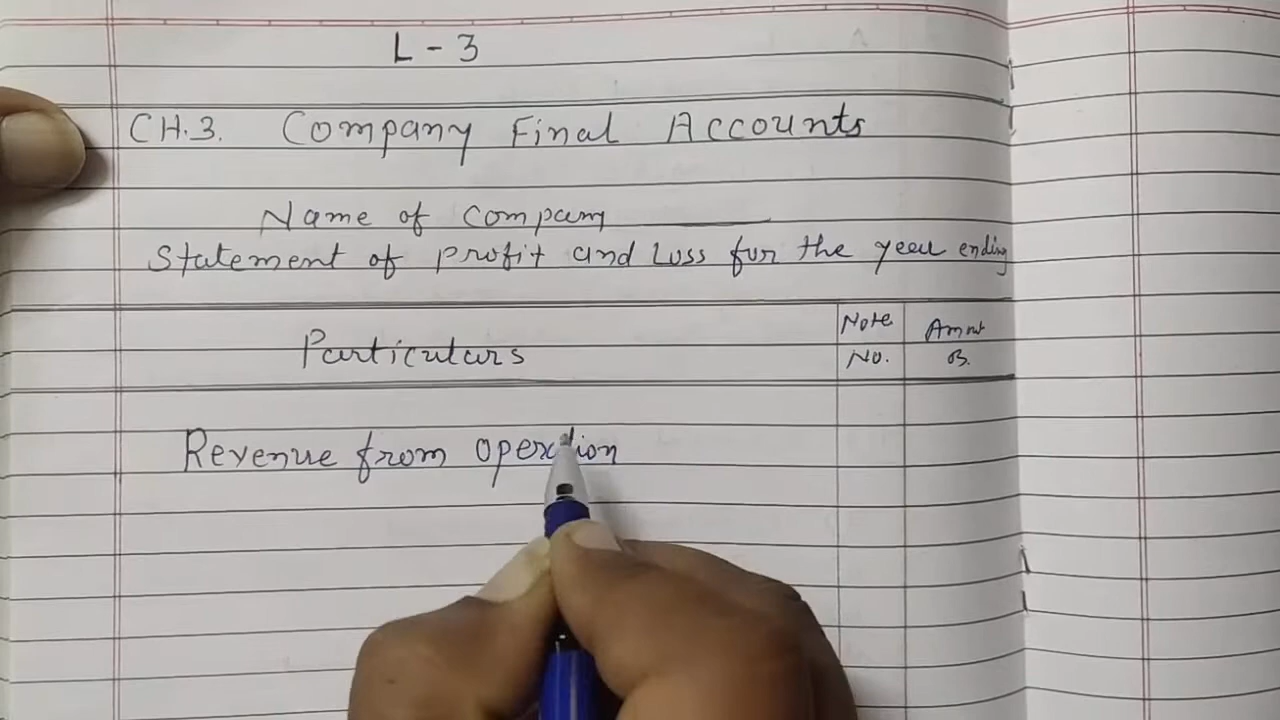 L - 3
CH.3. Company Final Accounts
Name of Company
Statement of profit and Loss for the year ending
Particulars
Note No.
Amnt
Revenue from operation